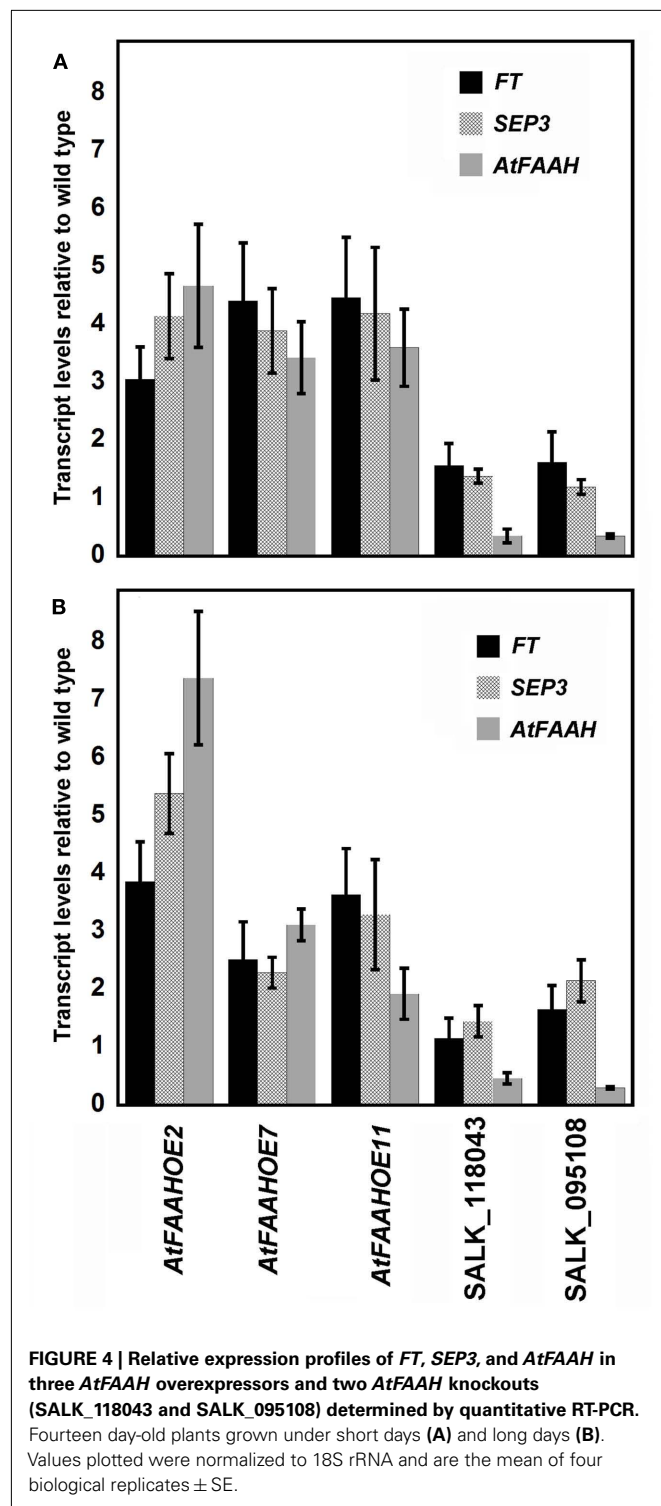 A
Transcript levels relative to wild type
8
7
6
5
4
3
2
1
0
FT
SEP3
AtFAAH
B
Transcript levels relative to wild type
8
7
6
5
4
3
2
1
0
FT
SEP3
AtFAAH
AtFAAHOE2
AtFAAHOE7
AtFAAHOE11
SALK_118043
SALK_095108
FIGURE 4 | Relative expression profiles of FT, SEP3, and AtFAAH in
three AtFAAH overexpressors and two AtFAAH knockouts
(SALK_118043 and SALK_095108) determined by quantitative RT-PCR.
Fourteen day-old plants grown under short days (A) and long days (B).
Values plotted were normalized to 18S rRNA and are the mean of four
biological replicates ± SE.